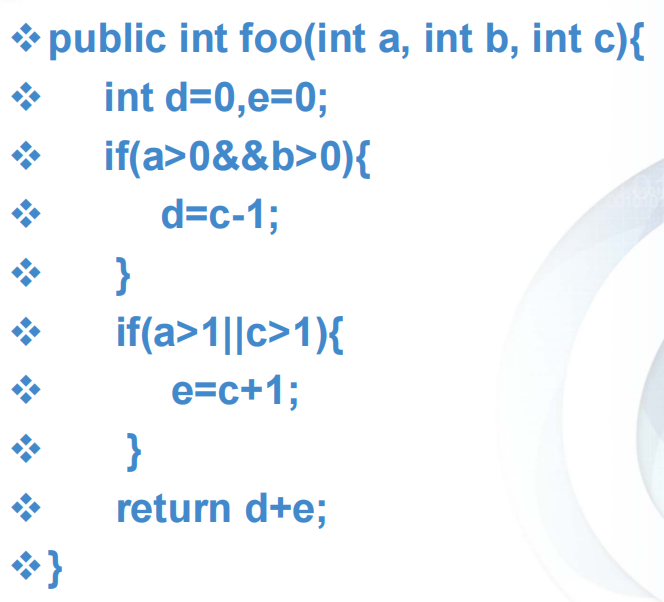 ❖public int foo(int a, int b, int c){
❖ int d=0,e=0;
❖ if(a>0&&b>0){
❖ d=c-1;
❖ }
❖ if(a>1||c>1){
❖ e=c+1;
❖ }
❖ return d+e;
❖}